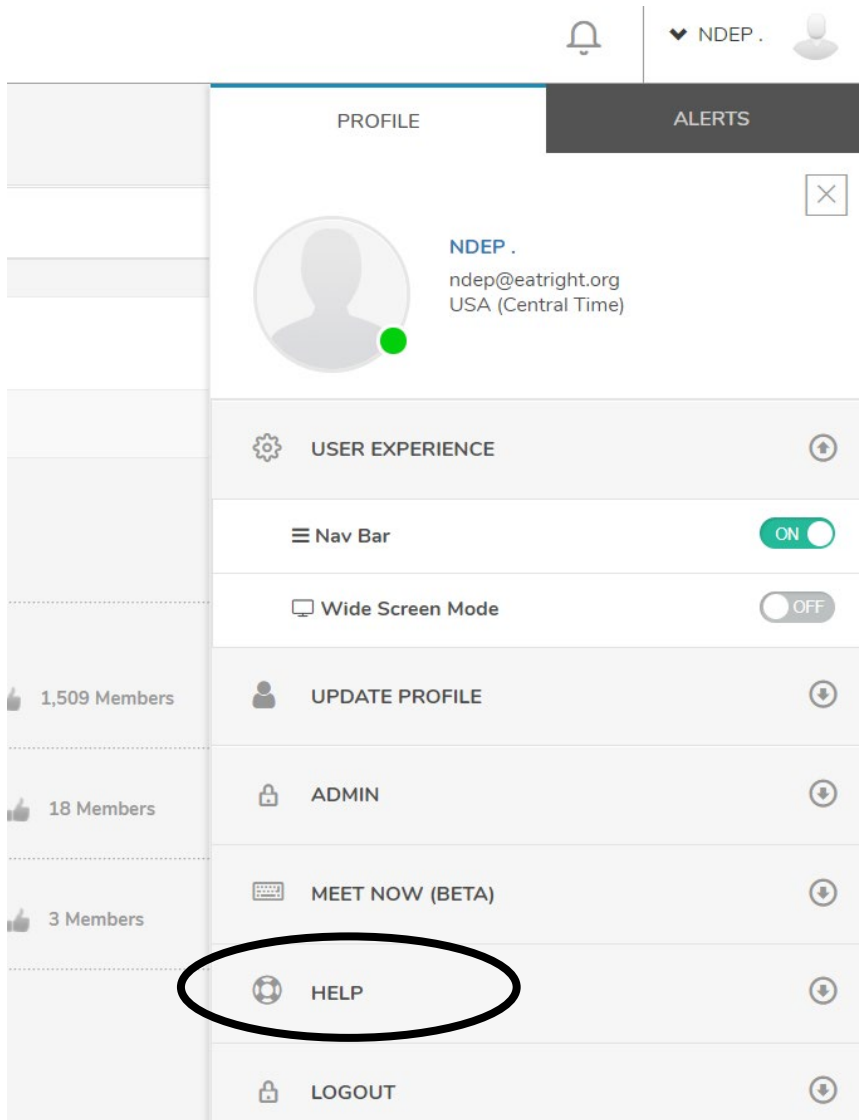 NDEP .
PROFILE
ALERTS
NDEP .
ndep@eatright.org
USA (Central Time)
USER EXPERIENCE
Nav Bar
ON
Wide Screen Mode
OFF
1,509 Members
UPDATE PROFILE
18 Members
ADMIN
MEET NOW (BETA)
3 Members
HELP
LOGOUT